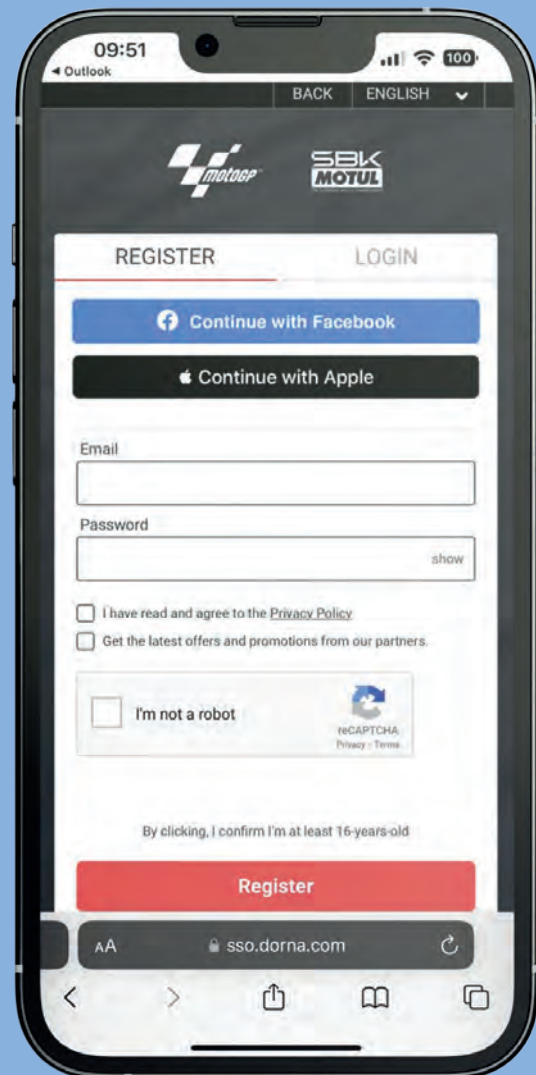 09:51
100
Outlook
BACK ENGLISH
motoGP
SBK
MOTUL
REGISTER LOGIN
Continue with Facebook
Continue with Apple
Email
Password
show
I have read and agree to the Privacy Policy
Get the latest offers and promotions from our partners.
I'm not a robot
reCAPTCHA
Privacy - Terms
By clicking, I confirm I'm at least 16-years-old
Register
AA sso.dorna.com